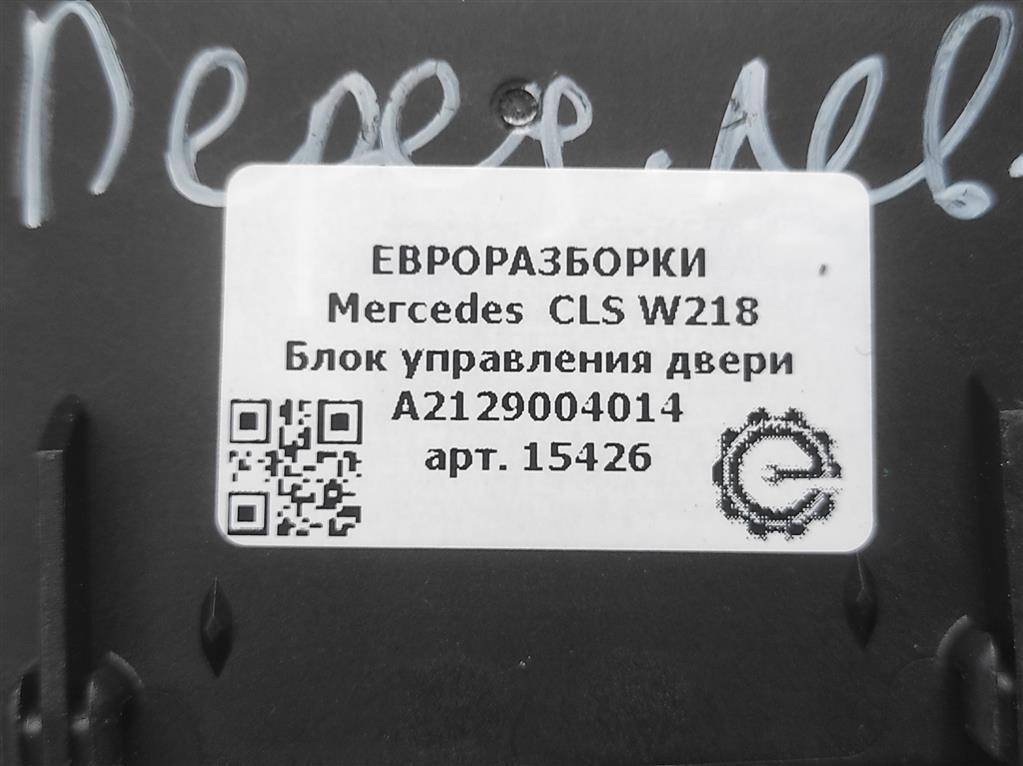 Перед. лев.
ЕВРОРАЗБОРКИ
Mercedes CLS W218
Блок управления двери
A2129004014
арт. 15426